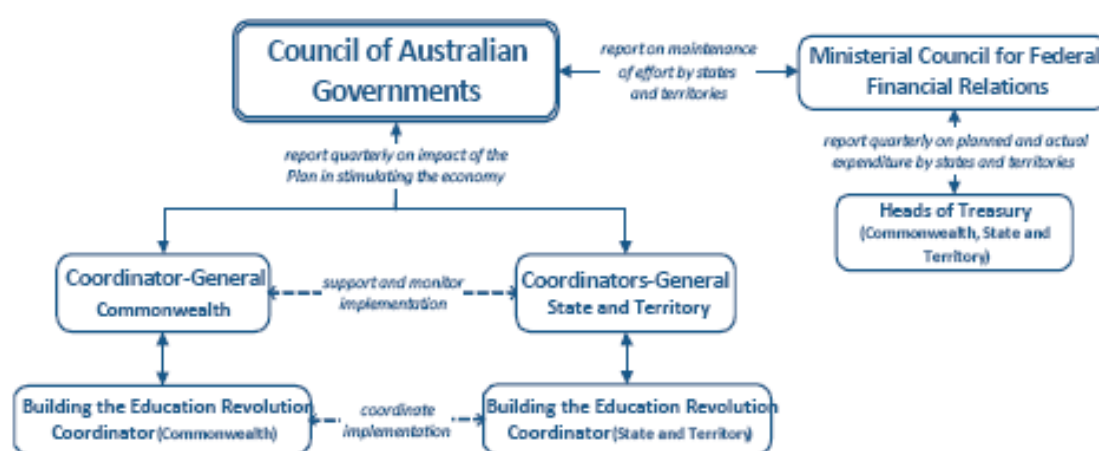 Council of Australian
Governments
report on maintenance
of effort by states
and territories
Ministerial Council for Federal
Financial Relations
report quarterly on impact of the
Plan in stimulating the economy
report quarterly on planned and actual
expenditure by states and territories
Heads of Treasury
(Commonwealth, State and
Territory)
Coordinator-General
Commonwealth
support and monitor
implementation
Coordinators-General
State and Territory
Building the Education Revolution
Coordinator (Commonwealth)
coordinate
implementation
Building the Education Revolution
Coordinator (State and Territory)